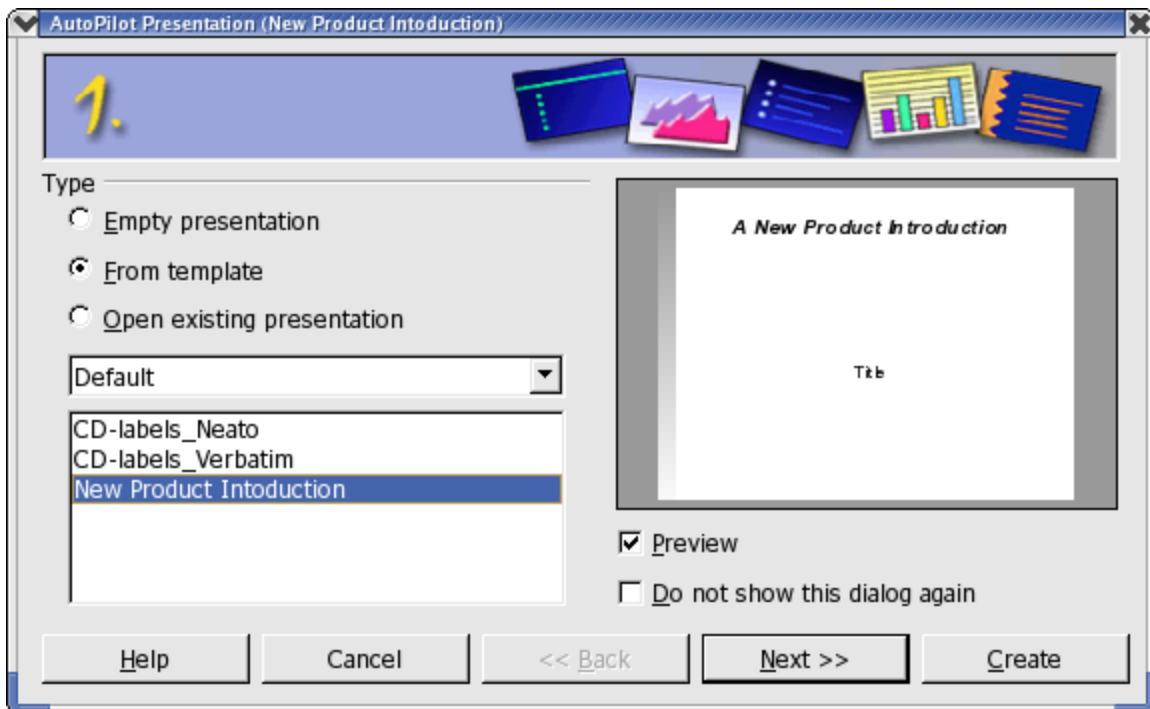 AutoPilot Presentation (New Product Intoduction)
1.
Type
Empty presentation
From template
Open existing presentation
Default
CD-labels_Neato
CD-labels_Verbatim
New Product Intoduction
A New Product Introduction
Title
Preview
Do not show this dialog again
Help Cancel << Back Next >> Create